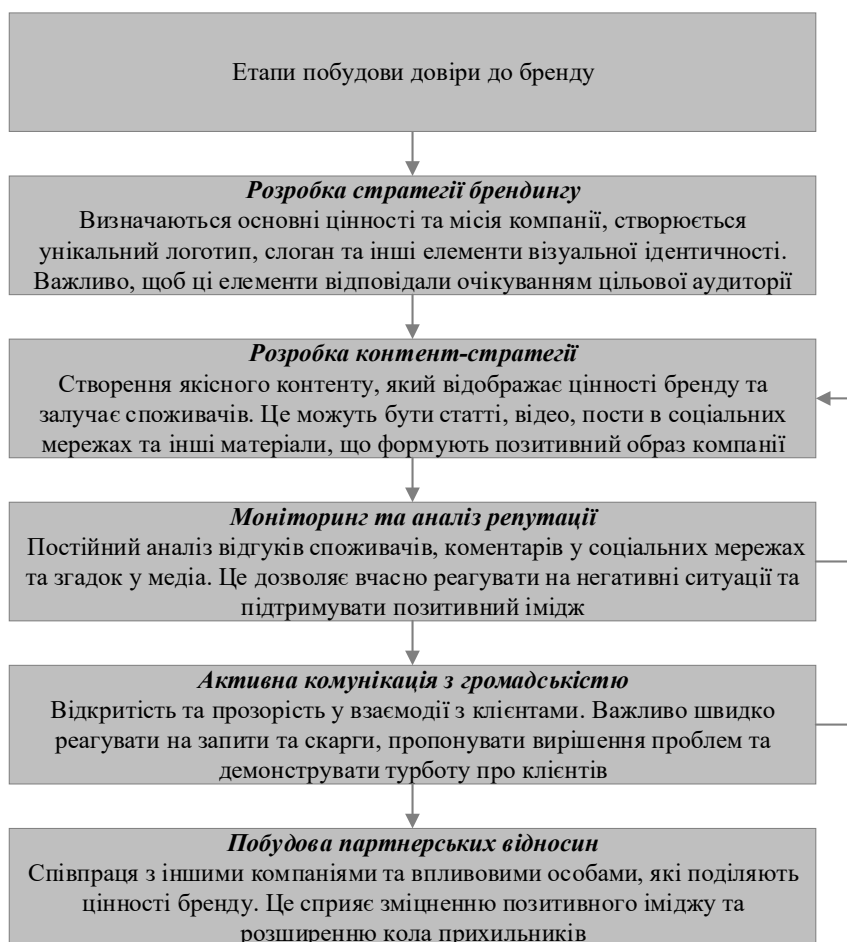 Етапи побудови довіри до бренду
Розробка стратегії брендингу
Визначаються основні цінності та місія компанії, створюється
унікальний логотип, слоган та інші елементи візуальної ідентичності.
Важливо, щоб ці елементи відповідали очікуванням цільової аудиторії
Розробка контент-стратегії
Створення якісного контенту, який відображає цінності бренду та
залучає споживачів. Це можуть бути статті, відео, пости в соціальних
мережах та інші матеріали, що формують позитивний образ компанії
Моніторинг та аналіз репутації
Постійний аналіз відгуків споживачів, коментарів у соціальних мережах
та згадок у медіа. Це дозволяє вчасно реагувати на негативні ситуації та
підтримувати позитивний імідж
Активна комунікація з громадськістю
Відкритість та прозорість у взаємодії з клієнтами. Важливо швидко
реагувати на запити та скарги, пропонувати вирішення проблем та
демонструвати турботу про клієнтів
Побудова партнерських відносин
Співпраця з іншими компаніями та впливовими особами, які поділяють
цінності бренду. Це сприяє зміцненню позитивного іміджу та
розширенню кола прихильників